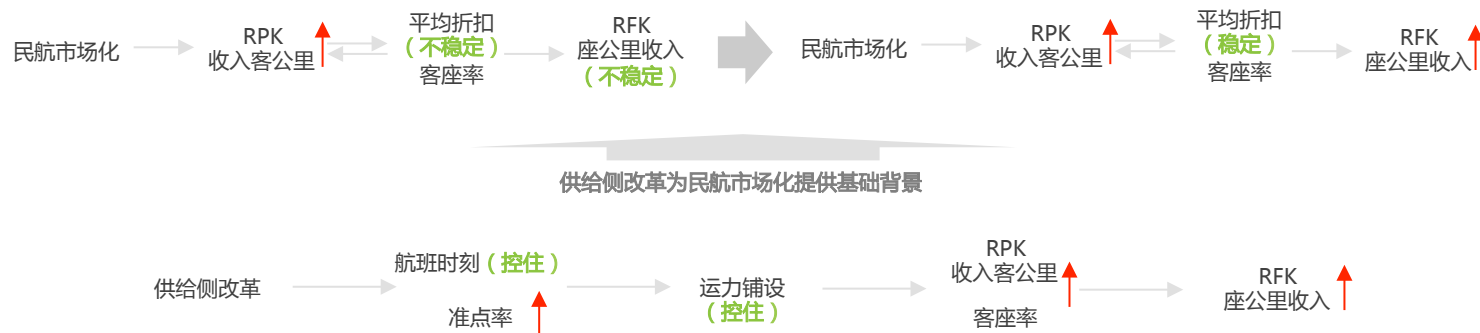 民航市场化
RPK
收入客公里
平均折扣
（不稳定）
客座率
RFK
座公里收入
（不稳定）
民航市场化
RPK
收入客公里
平均折扣
（稳定）
客座率
RFK
座公里收入
供给侧改革为民航市场化提供基础背景
供给侧改革
航班时刻（控住）
准点率
运力铺设
（控住）
RPK
收入客公里
客座率
RFK
座公里收入